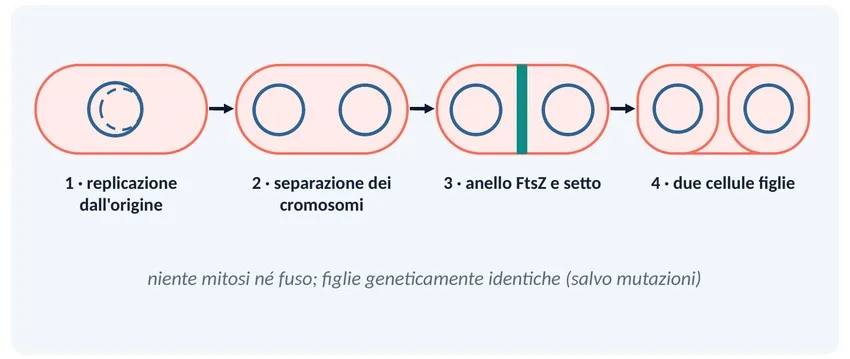 1 · replicazione
dall'origine
2 · separazione dei
cromosomi
3 · anello FtsZ e setto
4 · due cellule figlie
niente mitosi né fuso; figlie geneticamente identiche (salvo mutazioni)